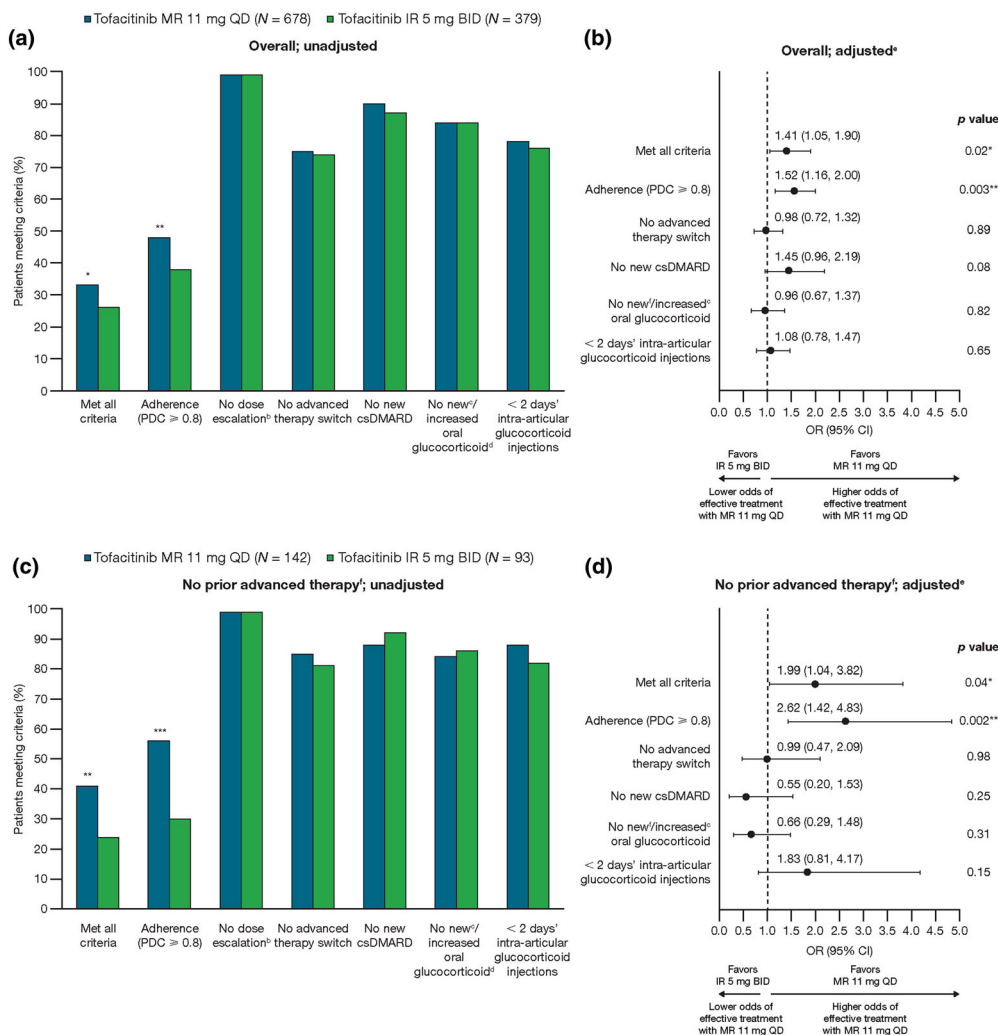 Tofacitinib MR 11 mg QD (N = 678) Tofacitinib IR 5 mg BID (N = 379)
(a)
Overall; unadjusted
Patients meeting criteria (%)
100
90
80
70
60
50
40
30
20
10
0
*
**
Met all
criteria
Adherence
(PDC ⩾ 0.8)
No dose
escalationᵇ
No advanced
therapy switch
No new
csDMARD
No newᶜ/
increased
oral
glucocorticoidᵈ
< 2 days'
intra-articular
glucocorticoid
injections
(b)
Overall; adjustedᵉ
p value
Met all criteria
1.41 (1.05, 1.90)
0.02*
Adherence (PDC ⩾ 0.8)
1.52 (1.16, 2.00)
0.003**
No advanced
therapy switch
0.98 (0.72, 1.32)
0.89
No new csDMARD
1.45 (0.96, 2.19)
0.08
No newᶠ/increasedᶜ
oral glucocorticoid
0.96 (0.67, 1.37)
0.82
< 2 days' intra-articular
glucocorticoid injections
1.08 (0.78, 1.47)
0.65
0.0 0.5 1.0 1.5 2.0 2.5 3.0 3.5 4.0 4.5 5.0
OR (95% CI)
Favors
IR 5 mg BID
Favors
MR 11 mg QD
Lower odds of
effective treatment
with MR 11 mg QD
Higher odds of
effective treatment
with MR 11 mg QD
Tofacitinib MR 11 mg QD (N = 142) Tofacitinib IR 5 mg BID (N = 93)
(c)
No prior advanced therapyᶠ; unadjusted
Patients meeting criteria (%)
100
90
80
70
60
50
40
30
20
10
0
**
***
Met all
criteria
Adherence
(PDC ⩾ 0.8)
No dose
escalationᵇ
No advanced
therapy switch
No new
csDMARD
No newᶜ/
increased
oral
glucocorticoidᵈ
< 2 days'
intra-articular
glucocorticoid
injections
(d)
No prior advanced therapyᶠ; adjustedᵉ
p value
Met all criteria
1.99 (1.04, 3.82)
0.04*
Adherence (PDC ⩾ 0.8)
2.62 (1.42, 4.83)
0.002**
No advanced
therapy switch
0.99 (0.47, 2.09)
0.98
No new csDMARD
0.55 (0.20, 1.53)
0.25
No newᶠ/increasedᶜ
oral glucocorticoid
0.66 (0.29, 1.48)
0.31
< 2 days' intra-articular
glucocorticoid injections
1.83 (0.81, 4.17)
0.15
0.0 0.5 1.0 1.5 2.0 2.5 3.0 3.5 4.0 4.5 5.0
OR (95% CI)
Favors
IR 5 mg BID
Favors
MR 11 mg QD
Lower odds of
effective treatment
with MR 11 mg QD
Higher odds of
effective treatment
with MR 11 mg QD